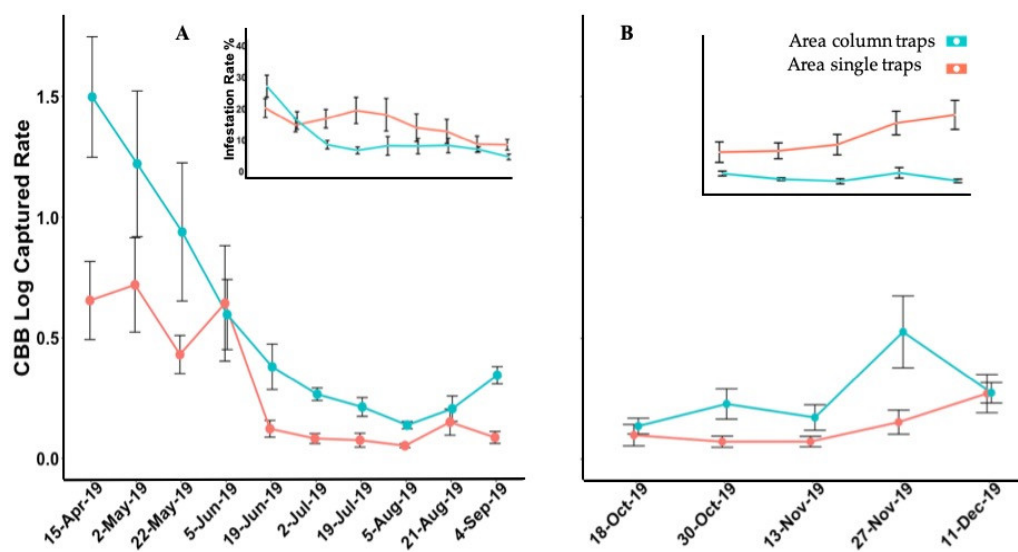 A
B
Area column traps
Area single traps
Infestation Rate %
40
30
20
10
0
CBB Log Captured Rate
1.5
1.0
0.5
0.0
15-Apr-19
2-May-19
22-May-19
5-Jun-19
19-Jun-19
2-Jul-19
19-Jul-19
5-Aug-19
21-Aug-19
4-Sep-19
18-Oct-19
30-Oct-19
13-Nov-19
27-Nov-19
11-Dec-19